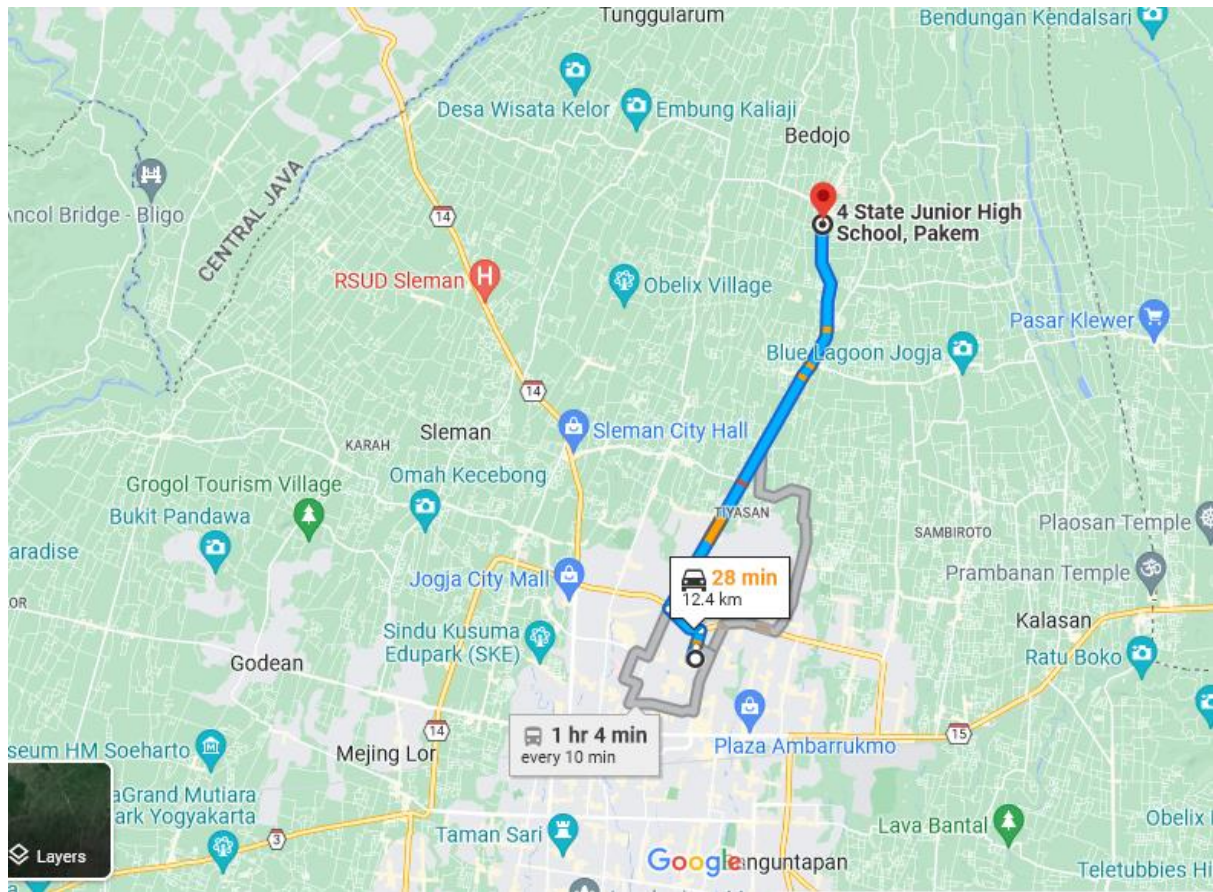 Tunggularum
Bendungan Kendalsari
Desa Wisata Kelor
Embung Kaliaji
Bedojo
Ancol Bridge - Bligo
CENTRAL JAVA
14
4 State Junior High
School, Pakem
RSUD Sleman
H
Obelix Village
Pasar Klewer
Blue Lagoon Jogja
14
Sleman City Hall
Sleman
KARAH
Omah Kecebong
Grogol Tourism Village
Bukit Pandawa
TIYASAN
SAMBIROTO
Plaosan Temple
aradise
Prambanan Temple
28 min
12.4 km
Jogja City Mall
OR
Kalasan
Sindu Kusuma
Edupark (SKE)
Godean
Ratu Boko
1 hr 4 min
every 10 min
14
15
Plaza Ambarrukmo
seum HM Soeharto
Mejing Lor
aGrand Mutiara
ark Yogyakarta
3
Taman Sari
Lava Bantal
Obelix
Layers
Google
anguntapan
Teletubbies Hi